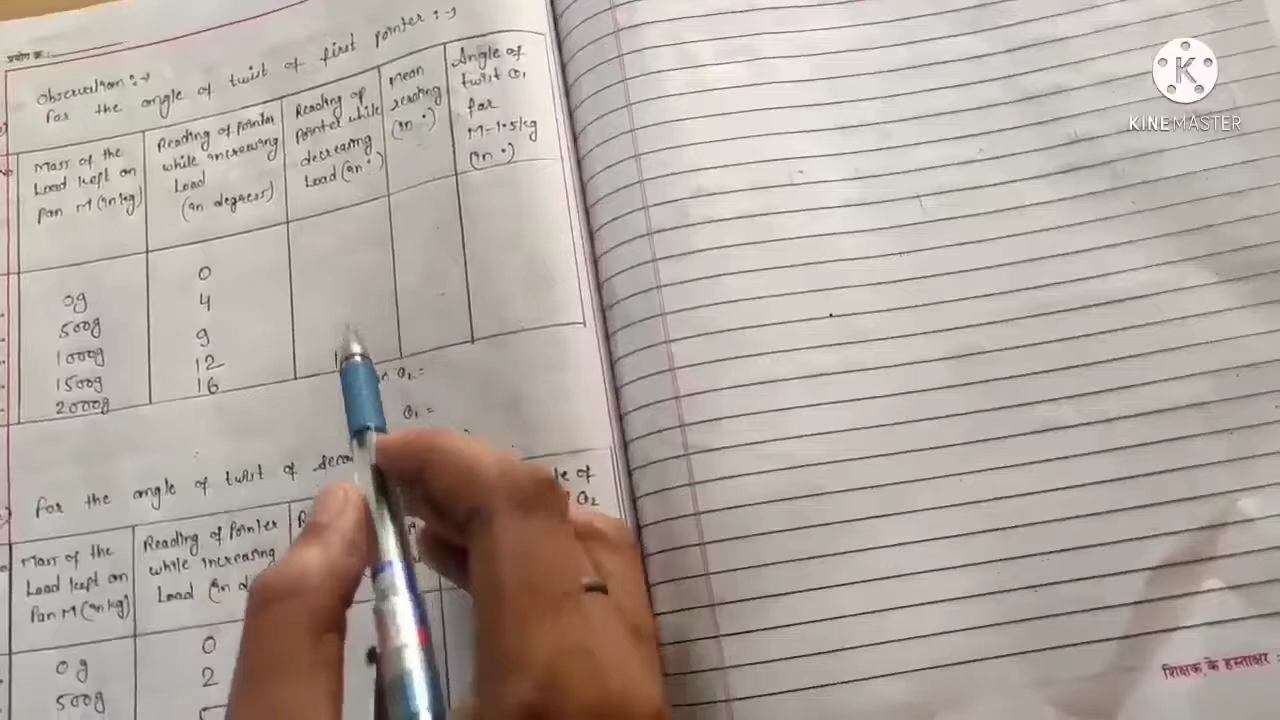 प्रयोग क्र.:
Observation:→
For the angle of twist of first pointer:→
Mass of the
Load kept on
Pan M (in kg)
Reading of Pointer
while increasing
Load
(in degress)
Reading of
Pointer while
decreasing
Load (in °)
Mean
reading
(in °)
Angle of
twist θ1
for
M=1.5kg
(in °)
0g
500g
1000g
1500g
2000g
0
4
9
12
16
θ1 =
θ1 =
For the angle of twist of
of
θ2
Mass of the
Load kept on
Pan M (in kg)
Reading of Pointer
while increasing
Load
0g
500g
0
2
शिक्षक के हस्ताक्षर :
KINEMASTER
K